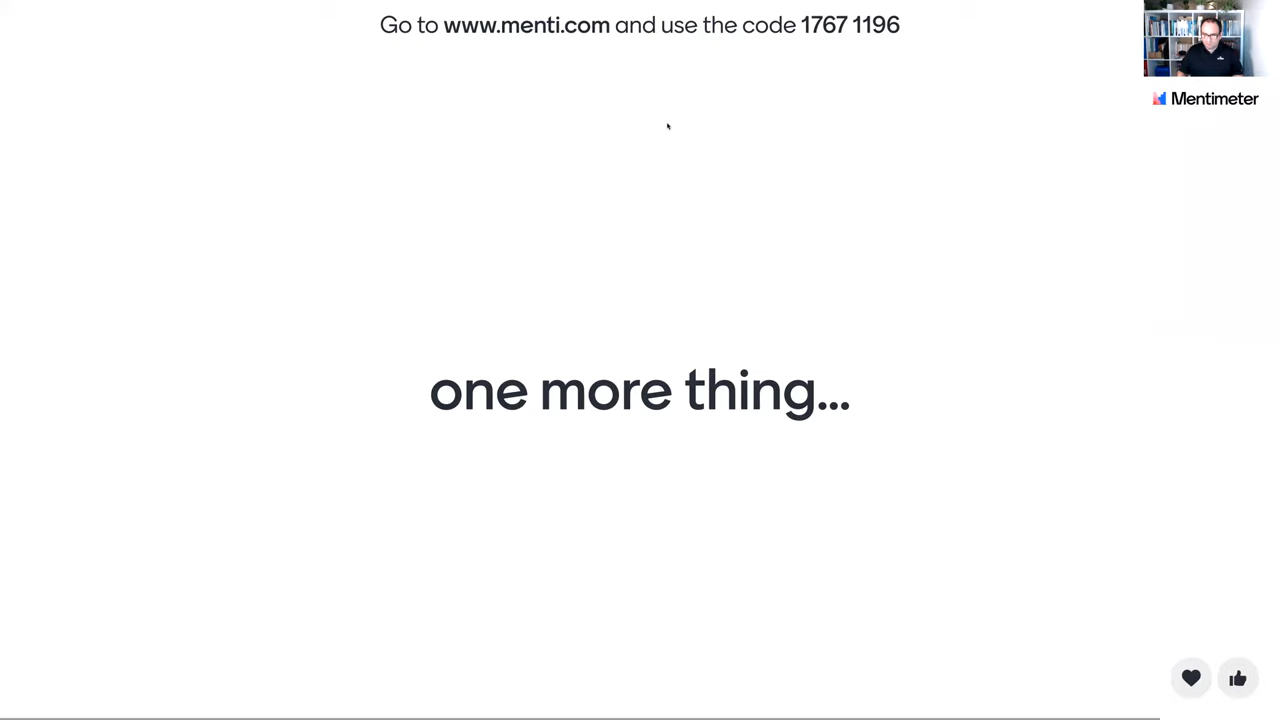 Go to www.menti.com and use the code 1767 1196
Mentimeter
one more thing...